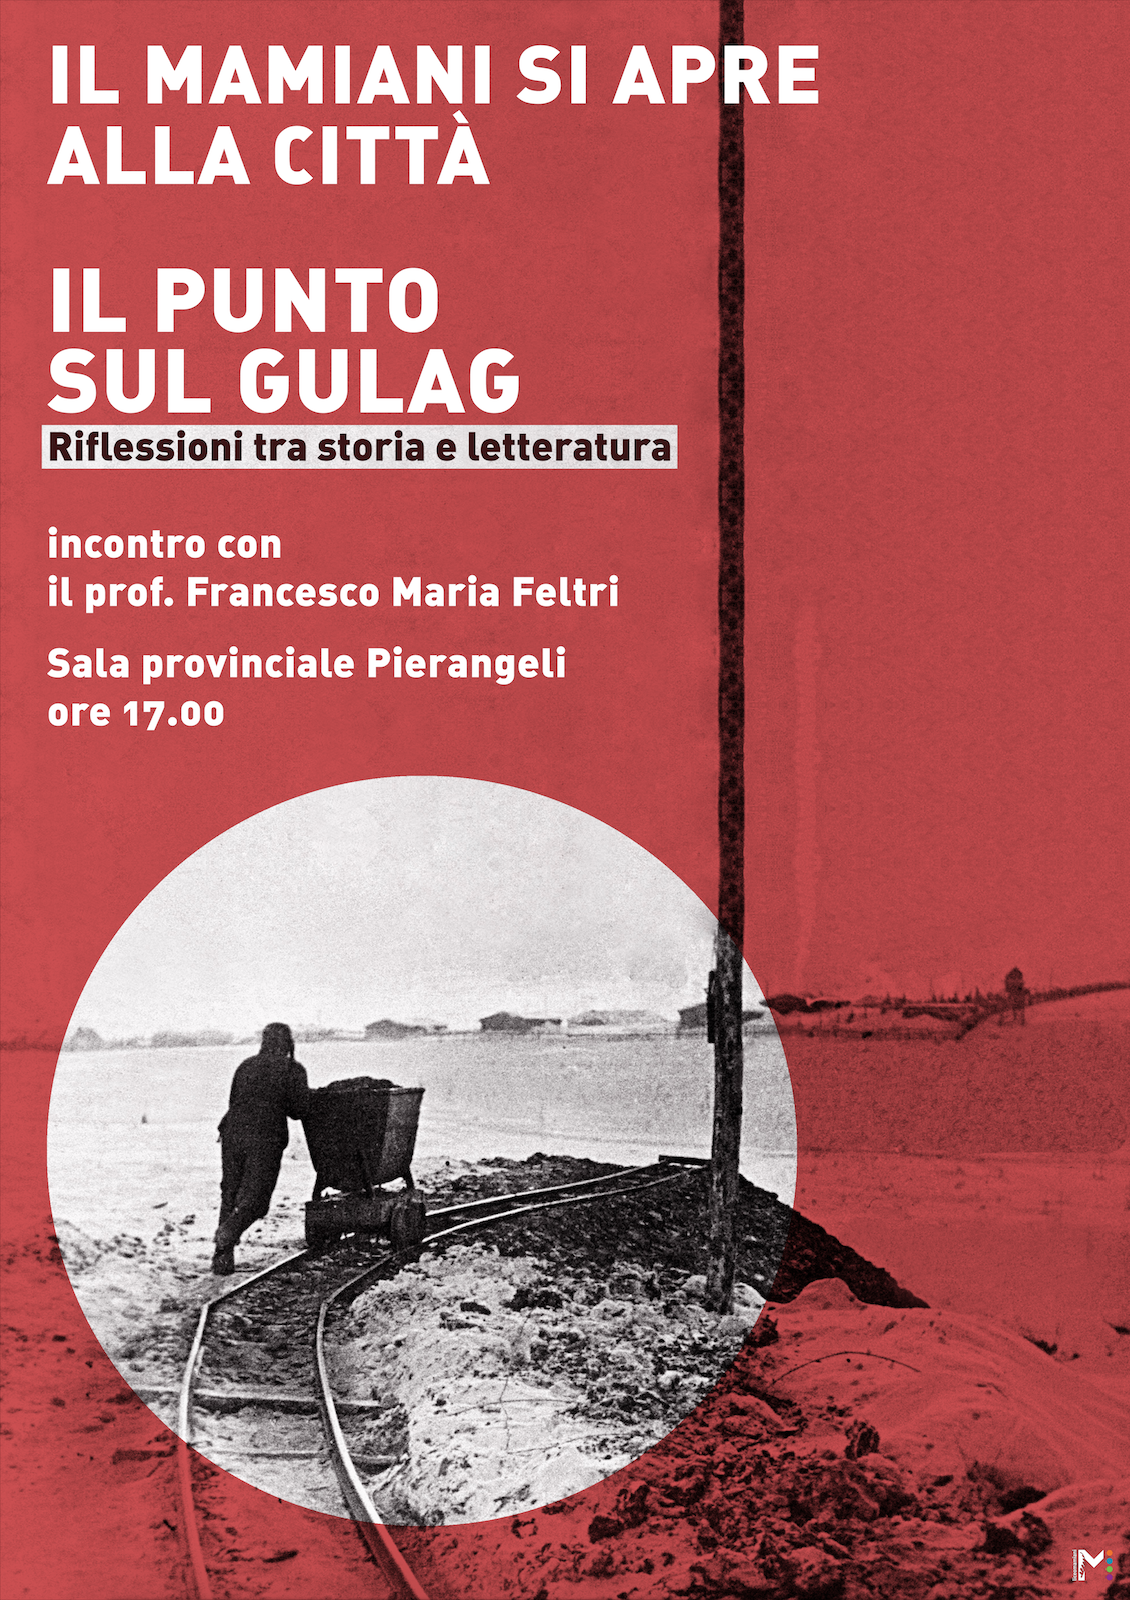 IL MAMIANI SI APRE
ALLA CITTÀ
IL PUNTO
SUL GULAG
Riflessioni tra storia e letteratura
incontro con
il prof. Francesco Maria Feltri
Sala provinciale Pierangeli
ore 17.00
liceomamiani
M